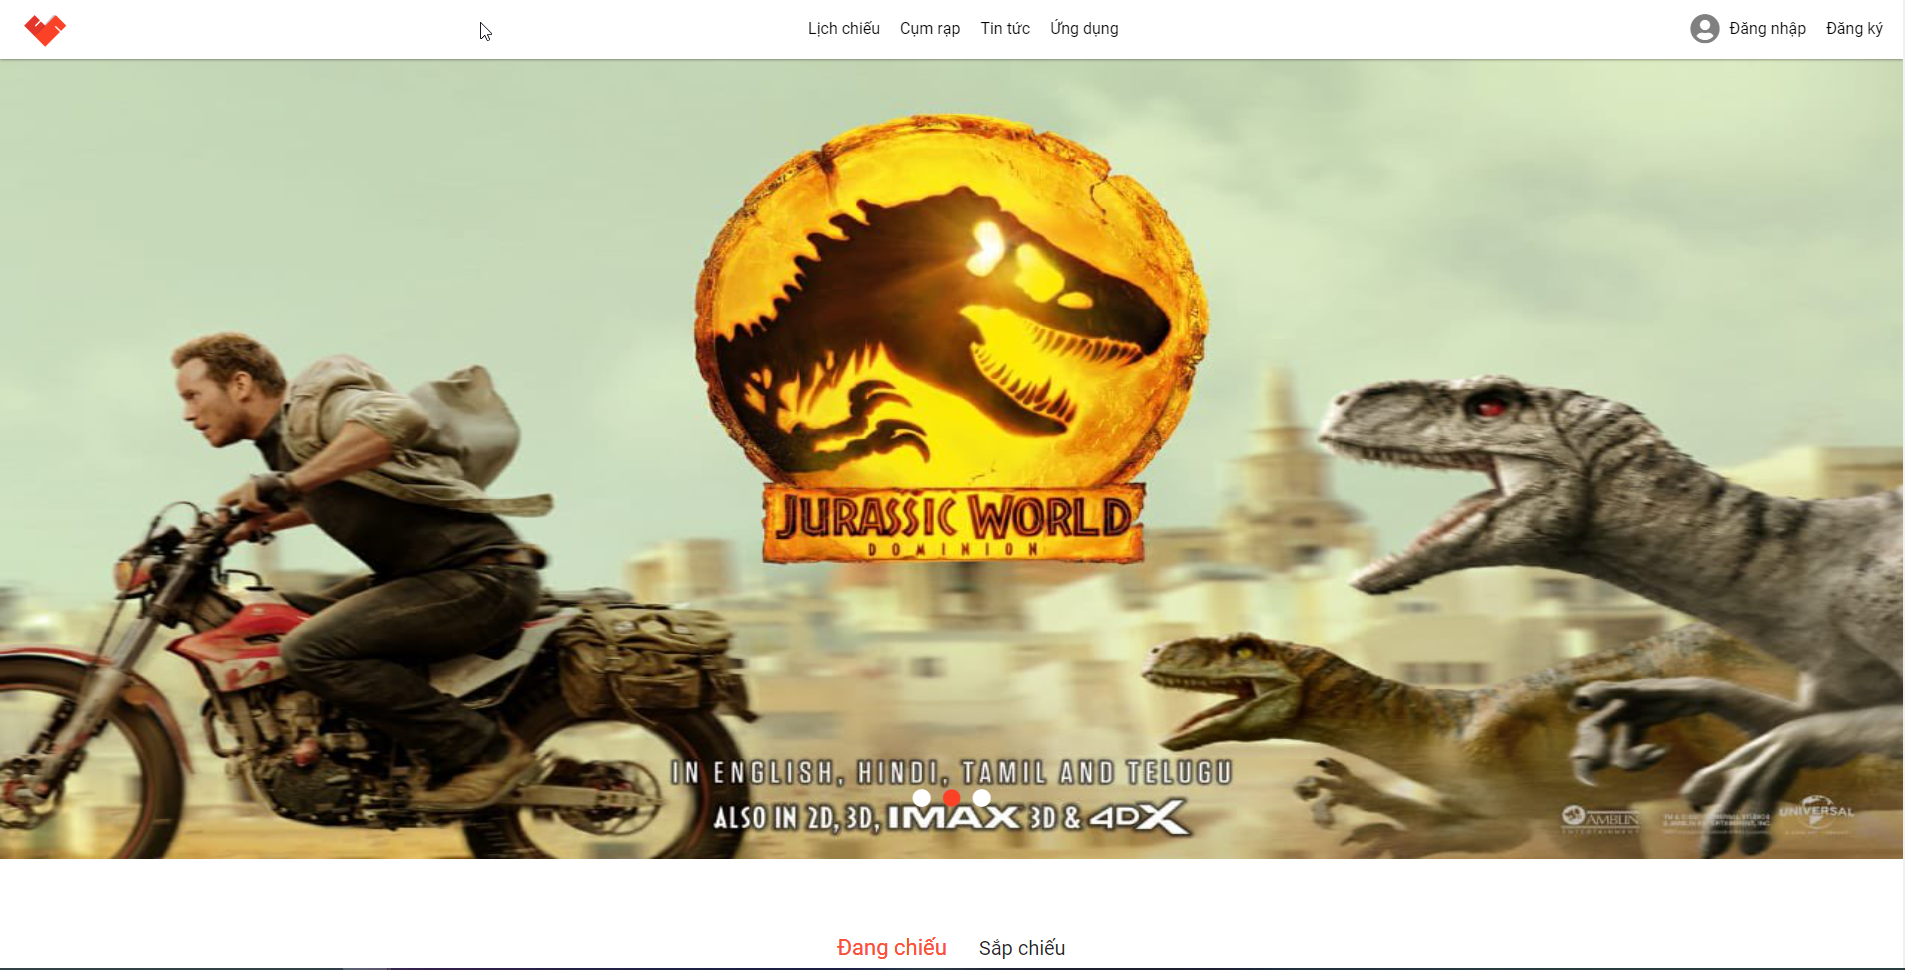 Lịch chiếu Cụm rạp Tin tức Ứng dụng
Đăng nhập Đăng ký
JURASSIC WORLD
DOMINION
IN ENGLISH, HINDI, TAMIL AND TELUGU
ALSO IN 2D, 3D, IMAX 3D & 4DX
AMBLIN
ENTERTAINMENT
UNIVERSAL
Đang chiếu Sắp chiếu